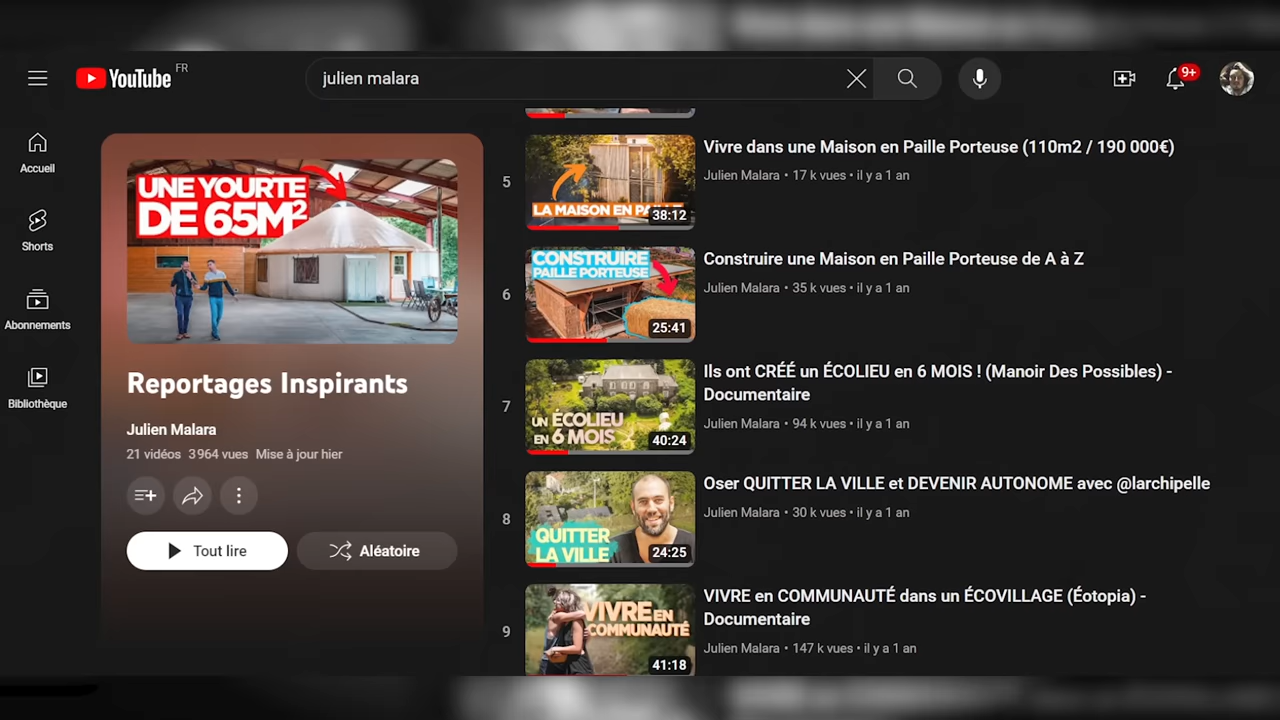 YouTube FR
julien malara
9+
Accueil
Shorts
Abonnements
Bibliothèque
UNE YOURTE
DE 65M²
Reportages Inspirants
Julien Malara
21 vidéos 3 964 vues Mise à jour hier
Tout lire
Aléatoire
5
LA MAISON EN PAILLE
38:12
Vivre dans une Maison en Paille Porteuse (110m2 / 190 000€)
Julien Malara • 17 k vues • il y a 1 an
6
CONSTRUIRE
PAILLE PORTEUSE
25:41
Construire une Maison en Paille Porteuse de A à Z
Julien Malara • 35 k vues • il y a 1 an
7
UN ÉCOLIEU
EN 6 MOIS
40:24
Ils ont CRÉÉ un ÉCOLIEU en 6 MOIS ! (Manoir Des Possibles) -
Documentaire
Julien Malara • 94 k vues • il y a 1 an
8
QUITTER
LA VILLE
24:25
Oser QUITTER LA VILLE et DEVENIR AUTONOME avec @larchipelle
Julien Malara • 30 k vues • il y a 1 an
9
VIVRE EN
COMMUNAUTÉ
41:18
VIVRE en COMMUNAUTÉ dans un ÉCOVILLAGE (Éotopia) -
Documentaire
Julien Malara • 147 k vues • il y a 1 an